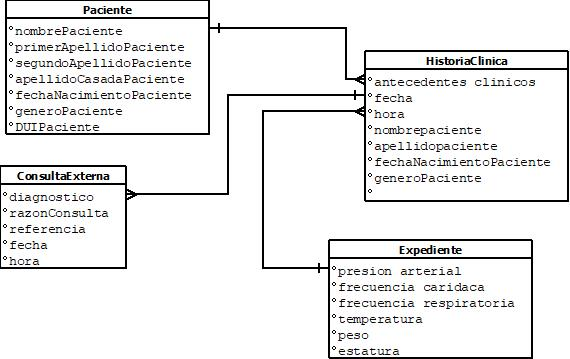 Paciente
nombrePaciente
primerApellidoPaciente
segundoApellidoPaciente
apellidoCasadaPaciente
fechaNacimientoPaciente
generoPaciente
DUIPaciente
HistoriaClinica
antecedentes clinicos
fecha
hora
nombrepaciente
apellidopaciente
fechaNacimientoPaciente
generoPaciente
ConsultaExterna
diagnostico
razonConsulta
referencia
fecha
hora
Expediente
presion arterial
frecuencia caridaca
frecuencia respiratoria
temperatura
peso
estatura